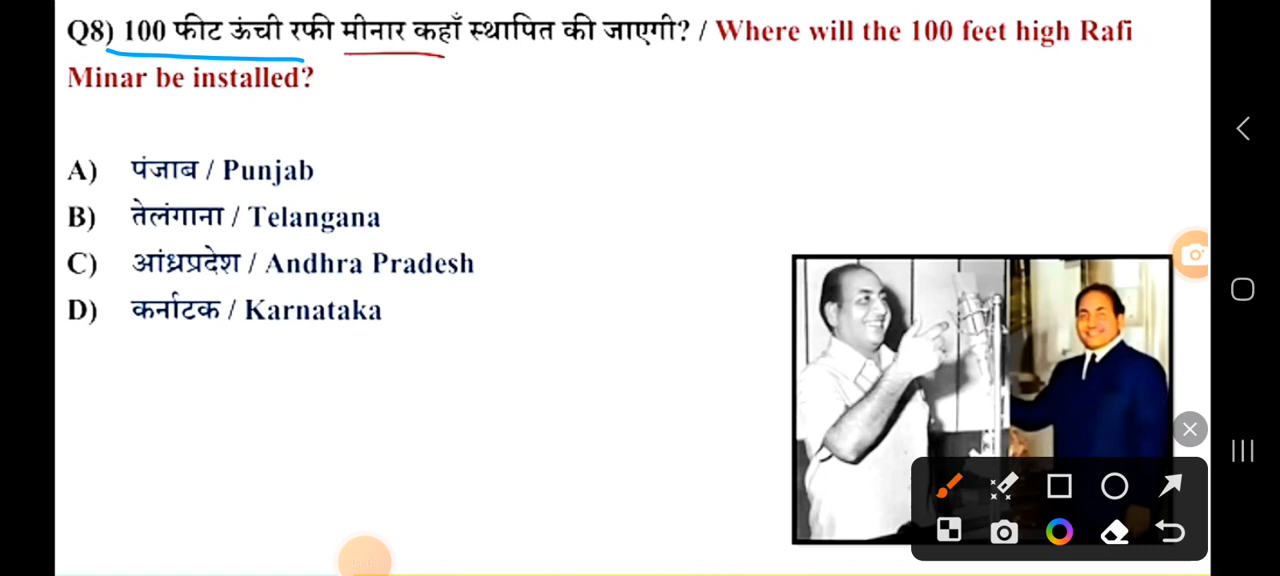 Q8) 100 फीट ऊंची रफी मीनार कहाँ स्थापित की जाएगी? / Where will the 100 feet high Rafi
Minar be installed?
A) पंजाब / Punjab
B) तेलंगाना / Telangana
C) आंध्रप्रदेश / Andhra Pradesh
D) कर्नाटक / Karnataka